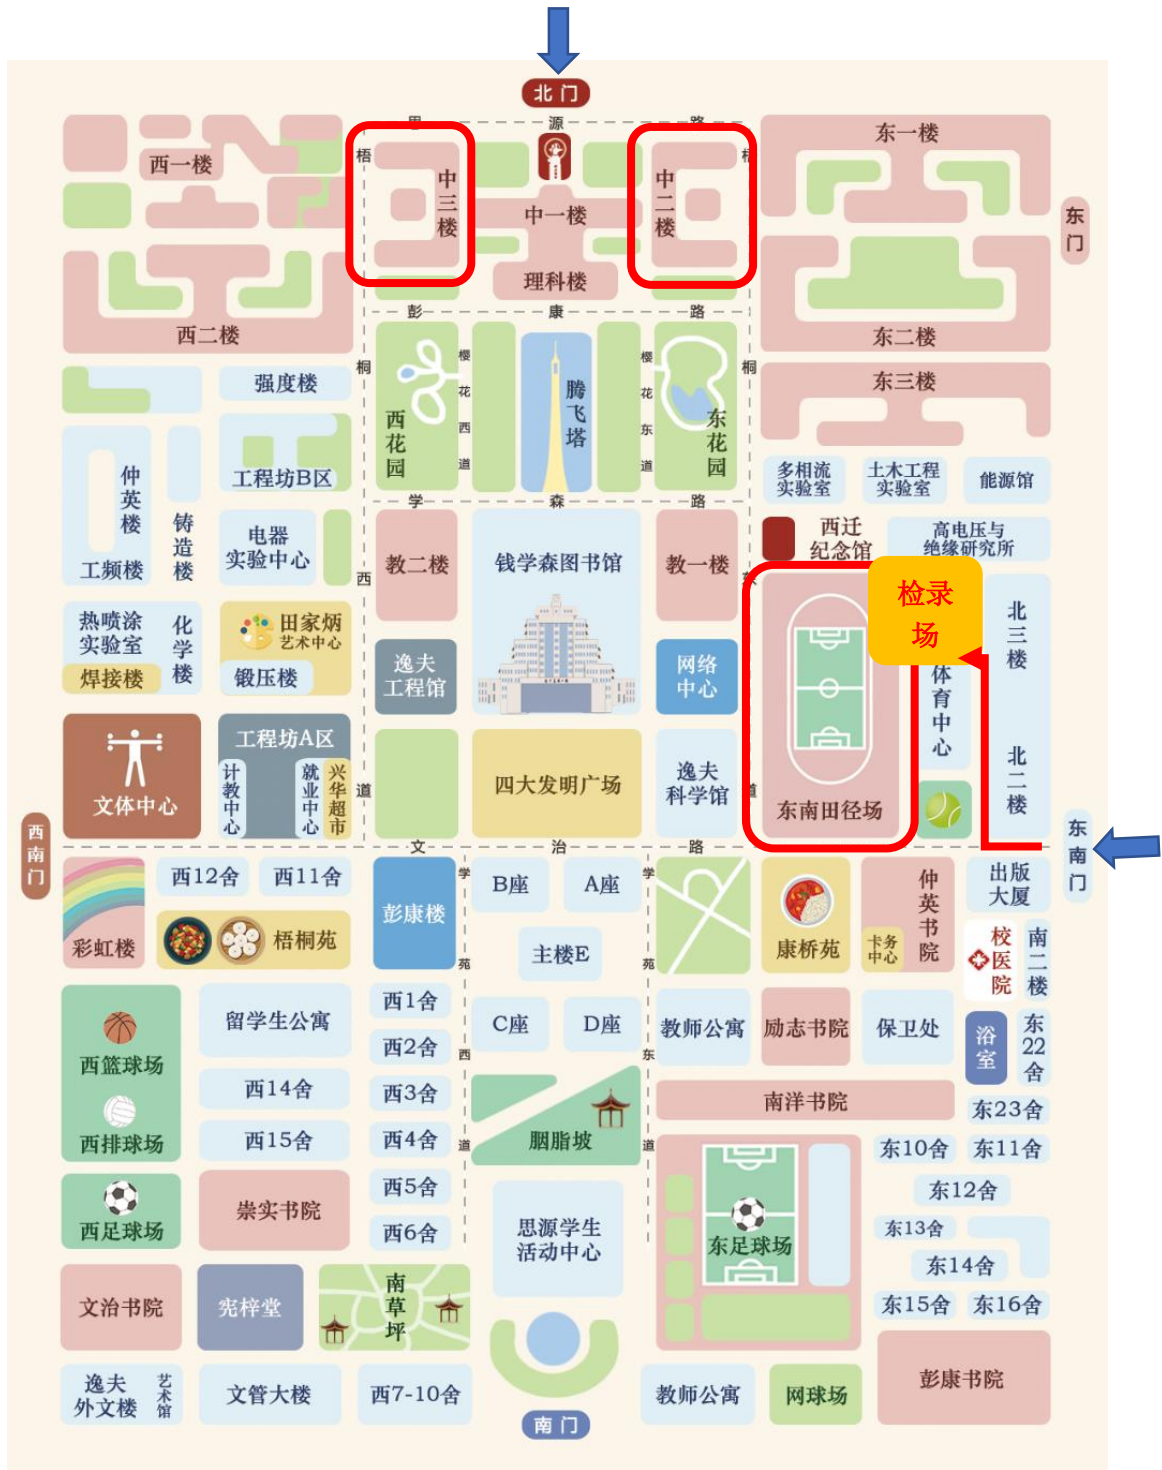 北门
思
源
路
梧
梧
西一楼
中三楼
中一楼
中二楼
东一楼
东门
理科楼
西二楼
东二楼
彭
康
路
桐
桐
强度楼
西花园
樱花西道
腾飞塔
樱花东道
东花园
东三楼
工程坊B区
仲英楼
铸造楼
工频楼
多相流
实验室
土木工程
实验室
能源馆
学
森
路
电器
实验中心
教二楼
钱学森图书馆
教一楼
西迁
纪念馆
高电压与
绝缘研究所
西
东
检录
场
热喷涂
实验室
化学楼
焊接楼
田家炳
艺术中心
锻压楼
逸夫
工程馆
网络
中心
体育中心
北三楼
文体中心
工程坊A区
计教中心
就业中心
兴华超市
道
四大发明广场
逸夫
科学馆
道
东南田径场
北二楼
西南门
东南门
文
治
路
彩虹楼
西12舍
西11舍
梧桐苑
彭康楼
学
苑
西
道
B座
A座
主楼E
C座
D座
学
苑
东
道
康桥苑
仲英书院
卡务
中心
出版
大厦
校医院
南二楼
西篮球场
西排球场
留学生公寓
西14舍
西15舍
西1舍
西2舍
西3舍
西4舍
西5舍
西6舍
教师公寓
励志书院
保卫处
浴室
东22舍
南洋书院
东23舍
胭脂坡
东10舍
东11舍
东12舍
西足球场
崇实书院
思源学生
活动中心
东足球场
东13舍
东14舍
东15舍
东16舍
文治书院
宪梓堂
南草坪
逸夫
外文楼
艺术馆
文管大楼
西7-10舍
南门
教师公寓
网球场
彭康书院